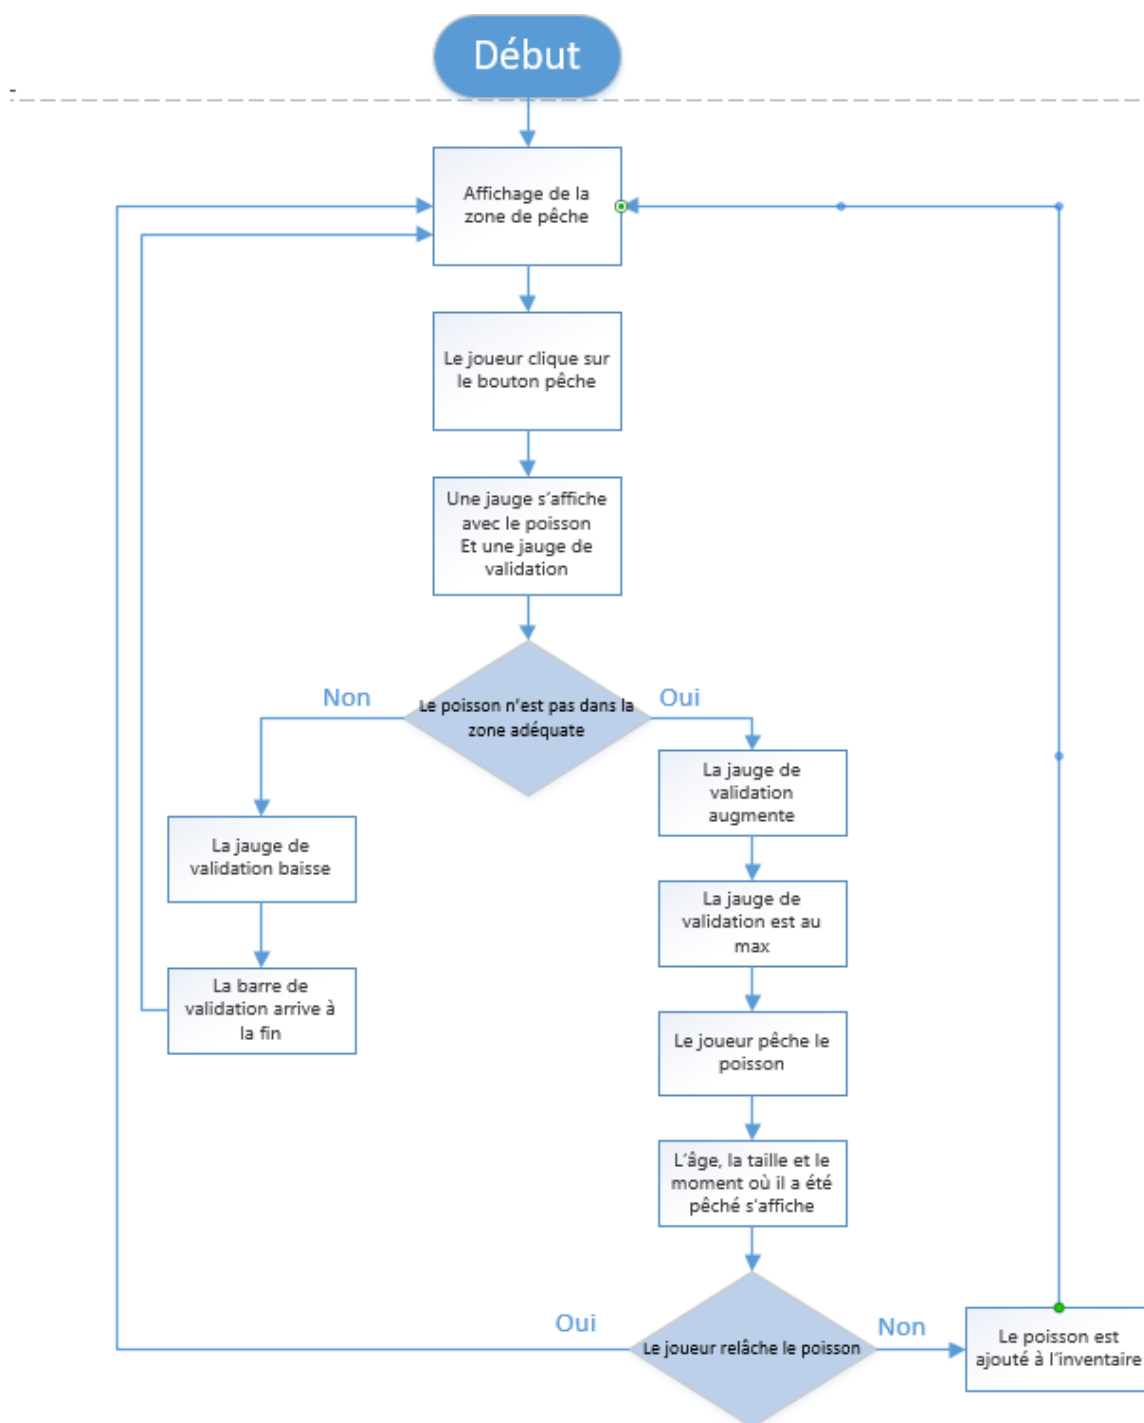 Début
Affichage de la
zone de pêche
Le joueur clique sur
le bouton pêche
Une jauge s'affiche
avec le poisson
Et une jauge de
validation
Non
Le poisson n'est pas dans la
zone adéquate
Oui
La jauge de
validation baisse
La barre de
validation arrive à
la fin
La jauge de
validation
augmente
La jauge de
validation est au
max
Le joueur pêche le
poisson
L'âge, la taille et le
moment où il a été
pêché s'affiche
Oui
Le joueur relâche le poisson
Non
Le poisson est
ajouté à l'inventaire